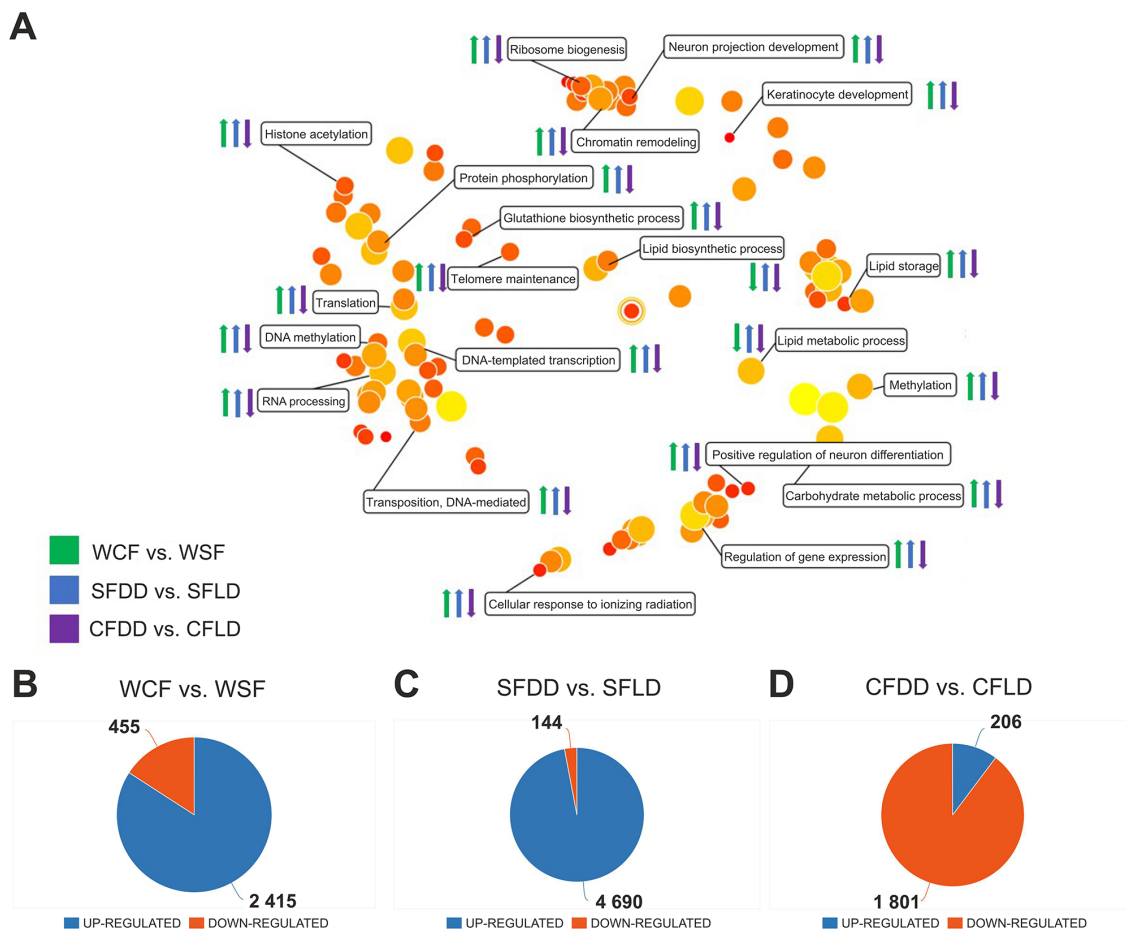 A
Ribosome biogenesis
Neuron projection development
Keratinocyte development
Histone acetylation
Chromatin remodeling
Protein phosphorylation
Glutathione biosynthetic process
Lipid biosynthetic process
Lipid storage
Telomere maintenance
Translation
DNA methylation
Lipid metabolic process
DNA-templated transcription
Methylation
RNA processing
Positive regulation of neuron differentiation
Transposition, DNA-mediated
Carbohydrate metabolic process
Regulation of gene expression
Cellular response to ionizing radiation
WCF vs. WSF
SFDD vs. SFLD
CFDD vs. CFLD
B
WCF vs. WSF
455
2 415
UP-REGULATED DOWN-REGULATED
C
SFDD vs. SFLD
144
4 690
UP-REGULATED DOWN-REGULATED
D
CFDD vs. CFLD
206
1 801
UP-REGULATED DOWN-REGULATED